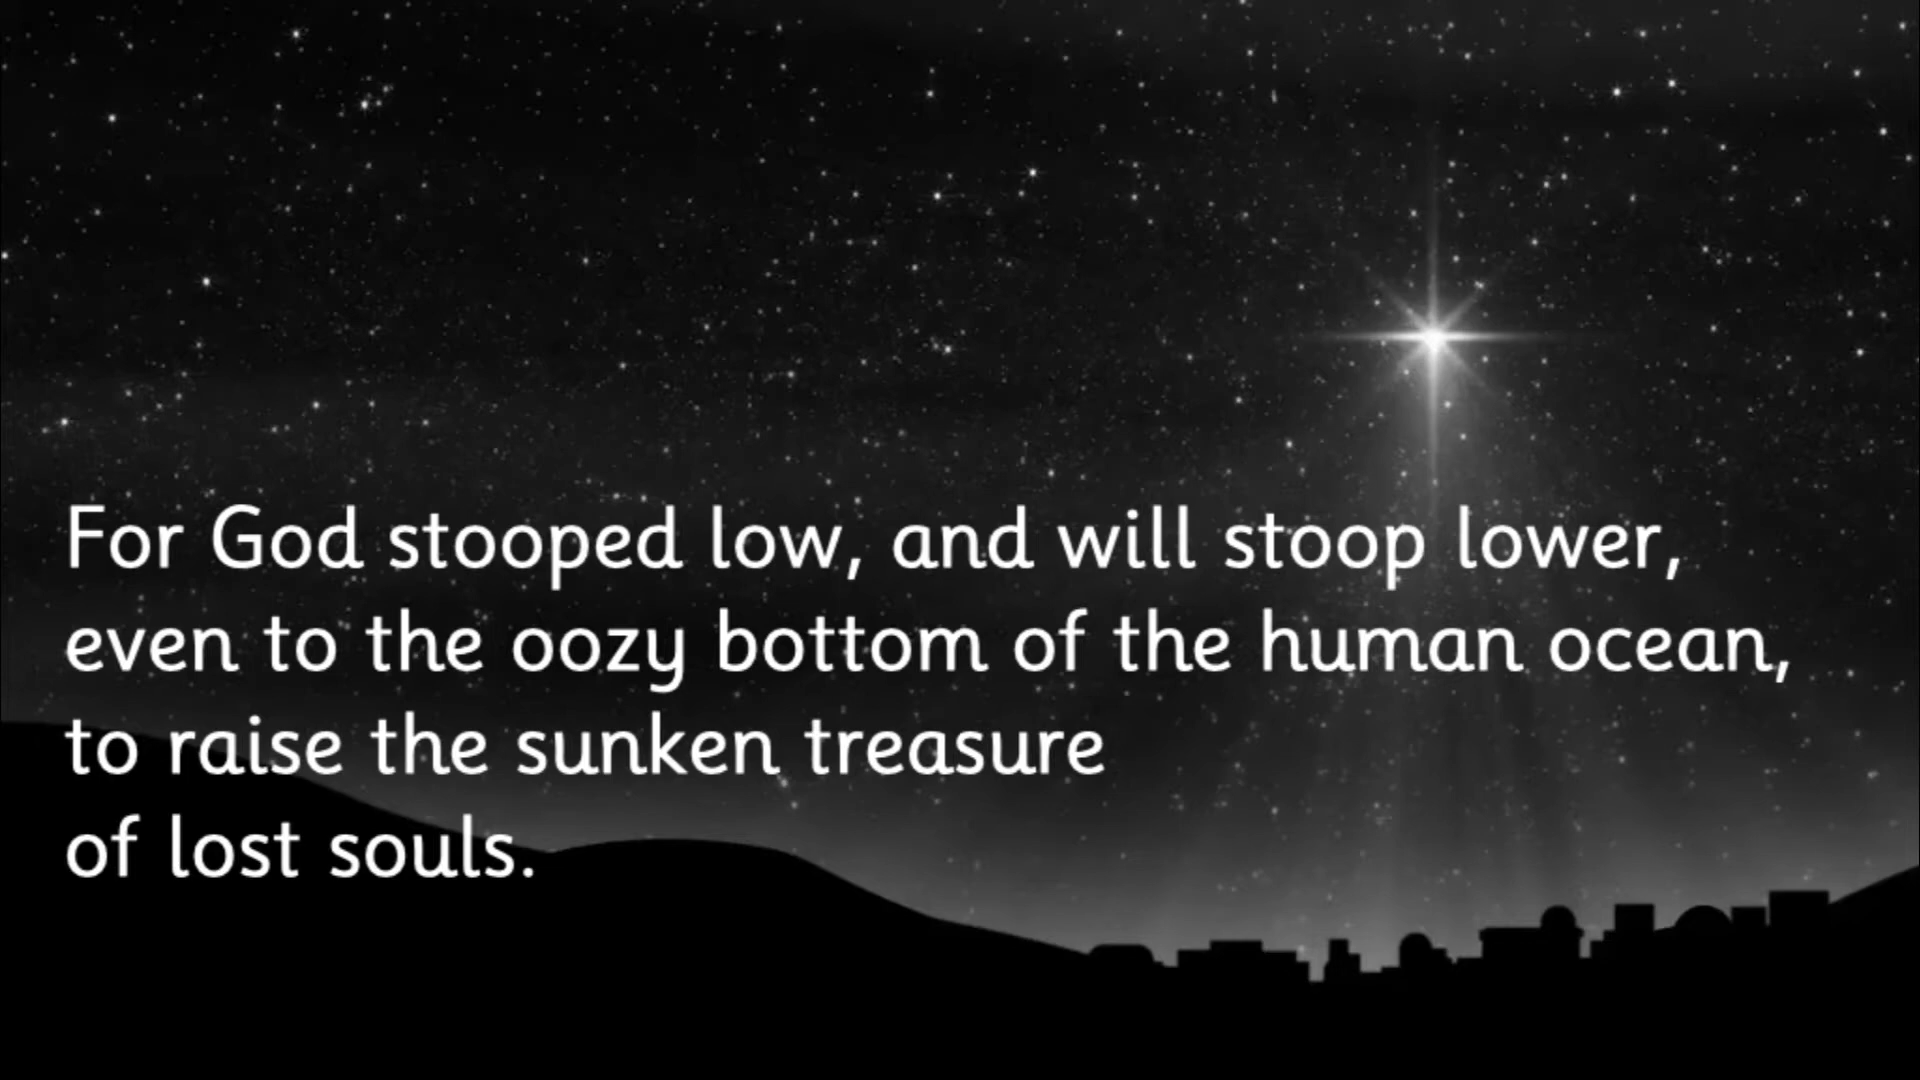 For God stooped low, and will stoop lower,
even to the oozy bottom of the human ocean,
to raise the sunken treasure
of lost souls.